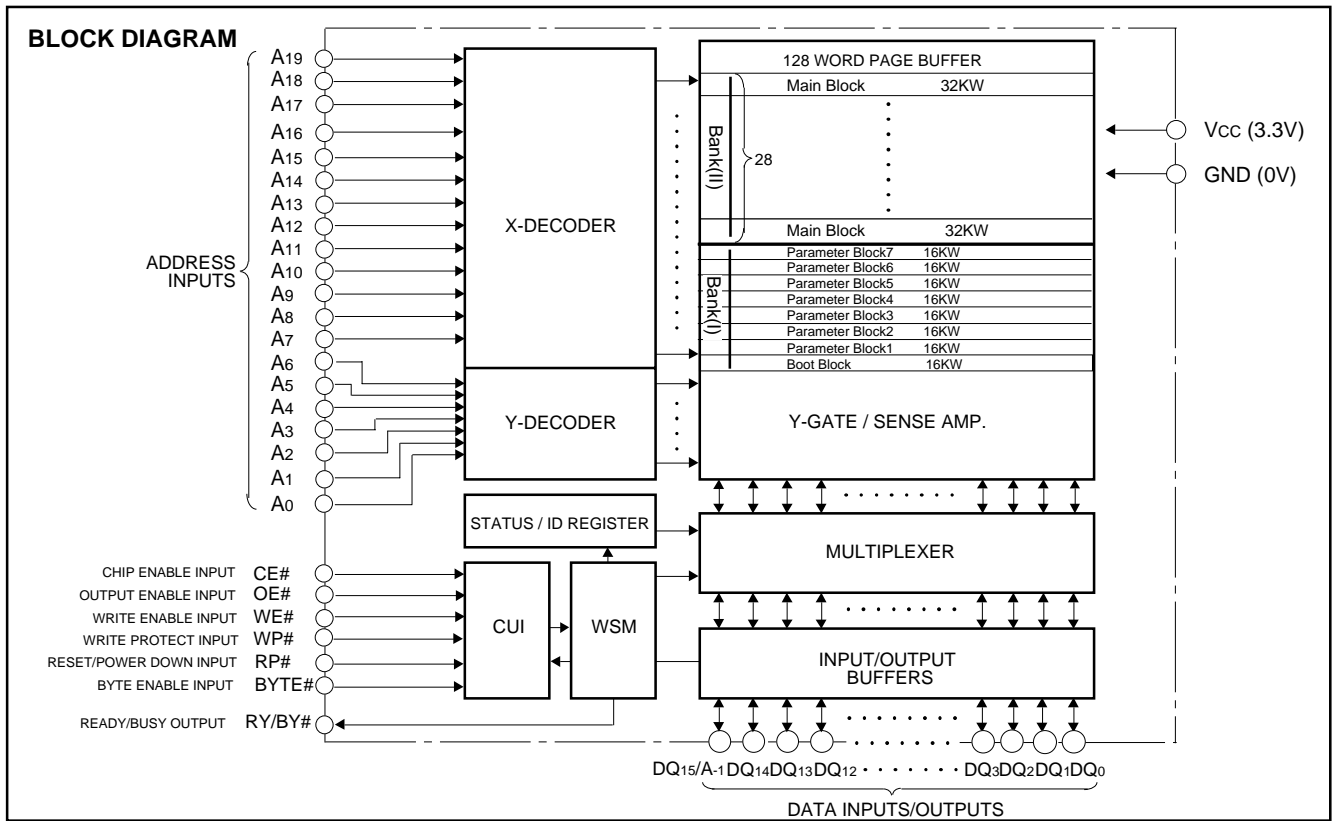 BLOCK DIAGRAM
A19
A18
A17
A16
A15
A14
A13
A12
A11
A10
A9
A8
A7
A6
A5
A4
A3
A2
A1
A0
ADDRESS
INPUTS
X-DECODER
Y-DECODER
128 WORD PAGE BUFFER
Main Block 32KW
Bank(II)
28
Main Block 32KW
Bank(I)
Parameter Block7 16KW
Parameter Block6 16KW
Parameter Block5 16KW
Parameter Block4 16KW
Parameter Block3 16KW
Parameter Block2 16KW
Parameter Block1 16KW
Boot Block 16KW
Y-GATE / SENSE AMP.
Vcc (3.3V)
GND (0V)
STATUS / ID REGISTER
MULTIPLEXER
CHIP ENABLE INPUT CE#
OUTPUT ENABLE INPUT OE#
WRITE ENABLE INPUT WE#
WRITE PROTECT INPUT WP#
RESET/POWER DOWN INPUT RP#
BYTE ENABLE INPUT BYTE#
READY/BUSY OUTPUT RY/BY#
CUI
WSM
INPUT/OUTPUT
BUFFERS
DQ15/A-1 DQ14 DQ13 DQ12 DQ3 DQ2 DQ1 DQ0
DATA INPUTS/OUTPUTS